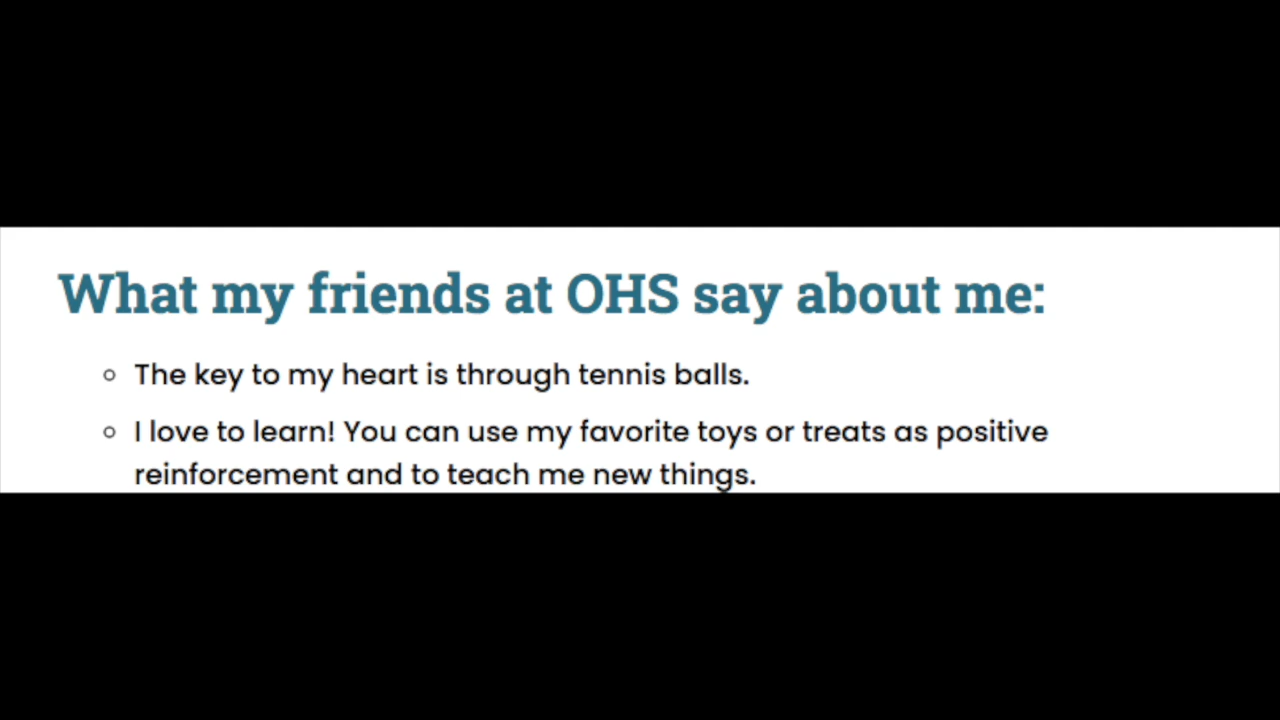 What my friends at OHS say about me:
The key to my heart is through tennis balls.
I love to learn! You can use my favorite toys or treats as positive
reinforcement and to teach me new things.